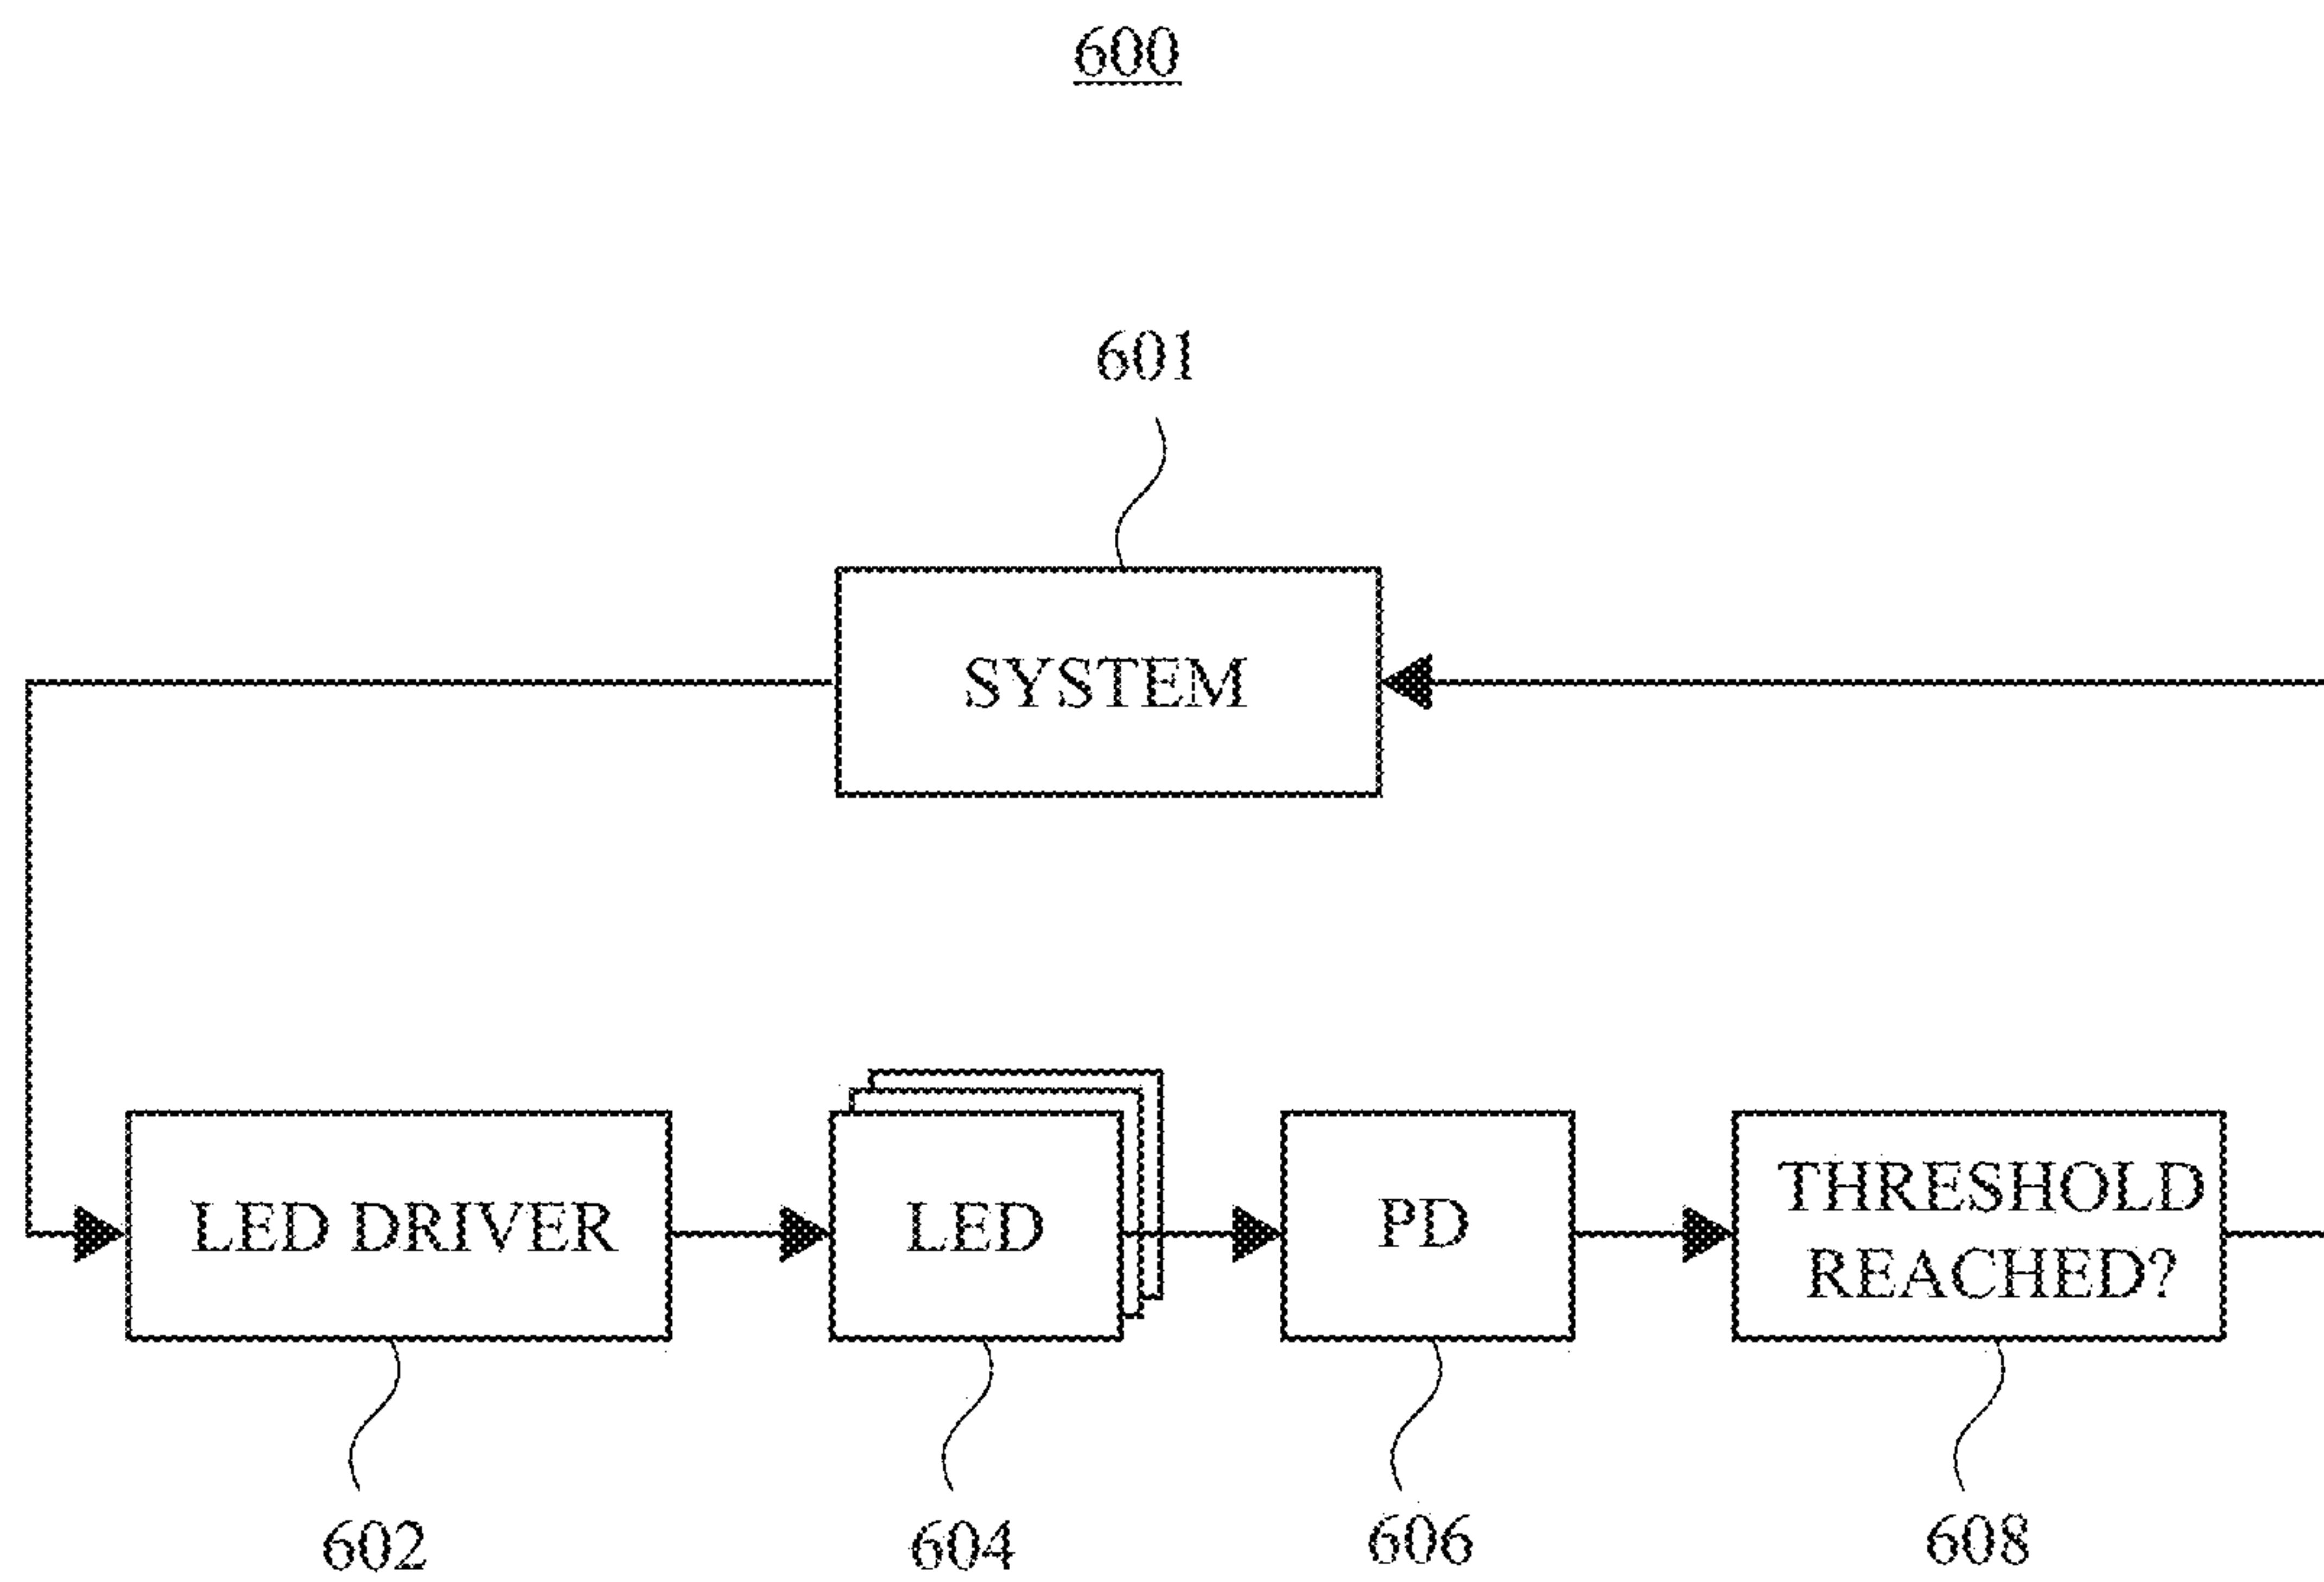 600
601
SYSTEM
LED DRIVER
LED
PD
THRESHOLD
REACHED?
602
604
606
608